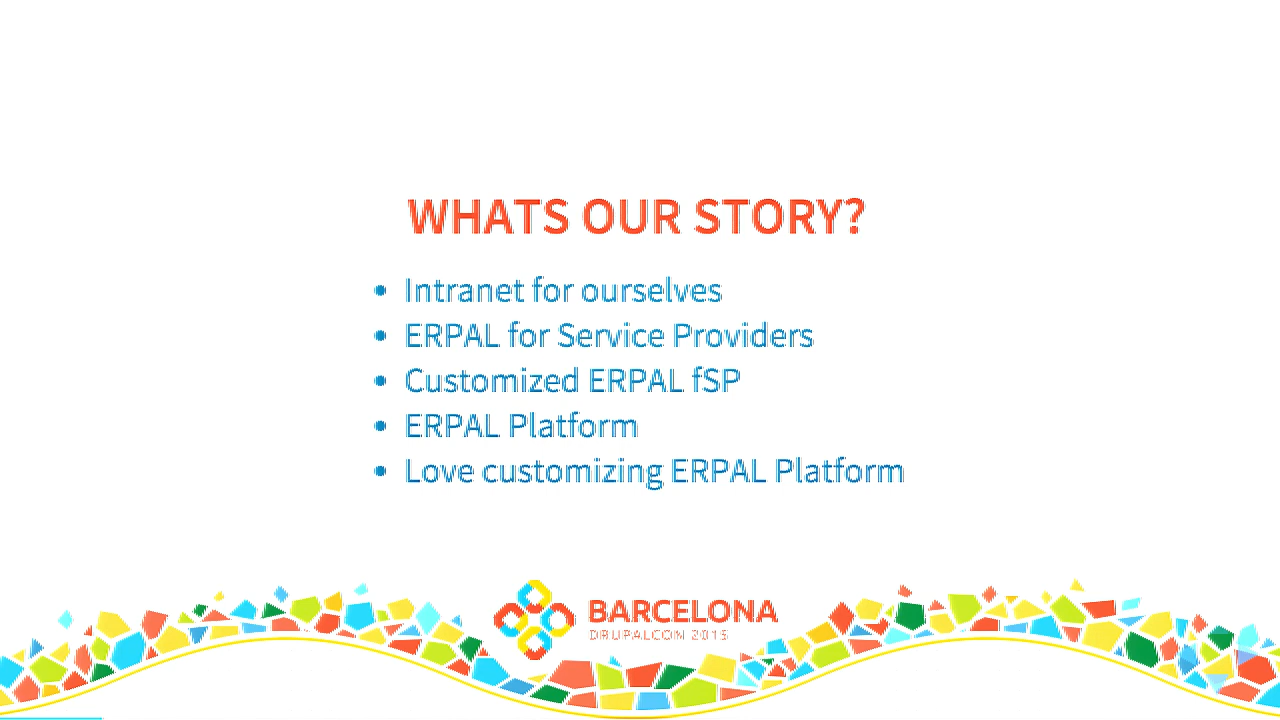 WHATS OUR STORY?
• Intranet for ourselves
• ERPAL for Service Providers
• Customized ERPAL fSP
• ERPAL Platform
• Love customizing ERPAL Platform
BARCELONA
DRUPALCON 2015